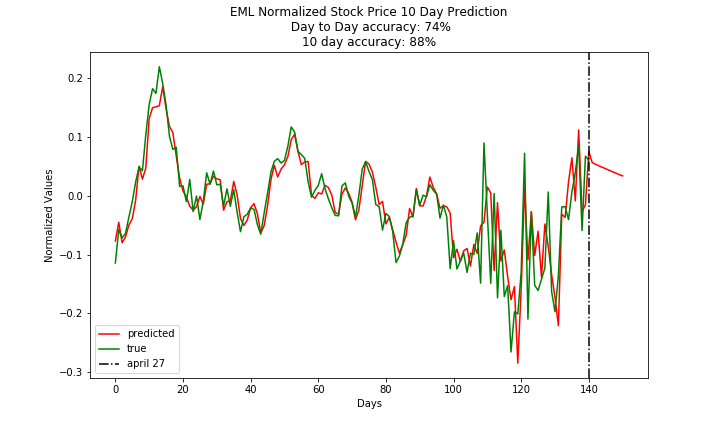 EML Normalized Stock Price 10 Day Prediction
Day to Day accuracy: 74%
10 day accuracy: 88%
Normalized Values
0.2
0.1
0.0
−0.1
−0.2
−0.3
predicted
true
april 27
0
20
40
60
80
100
120
140
Days